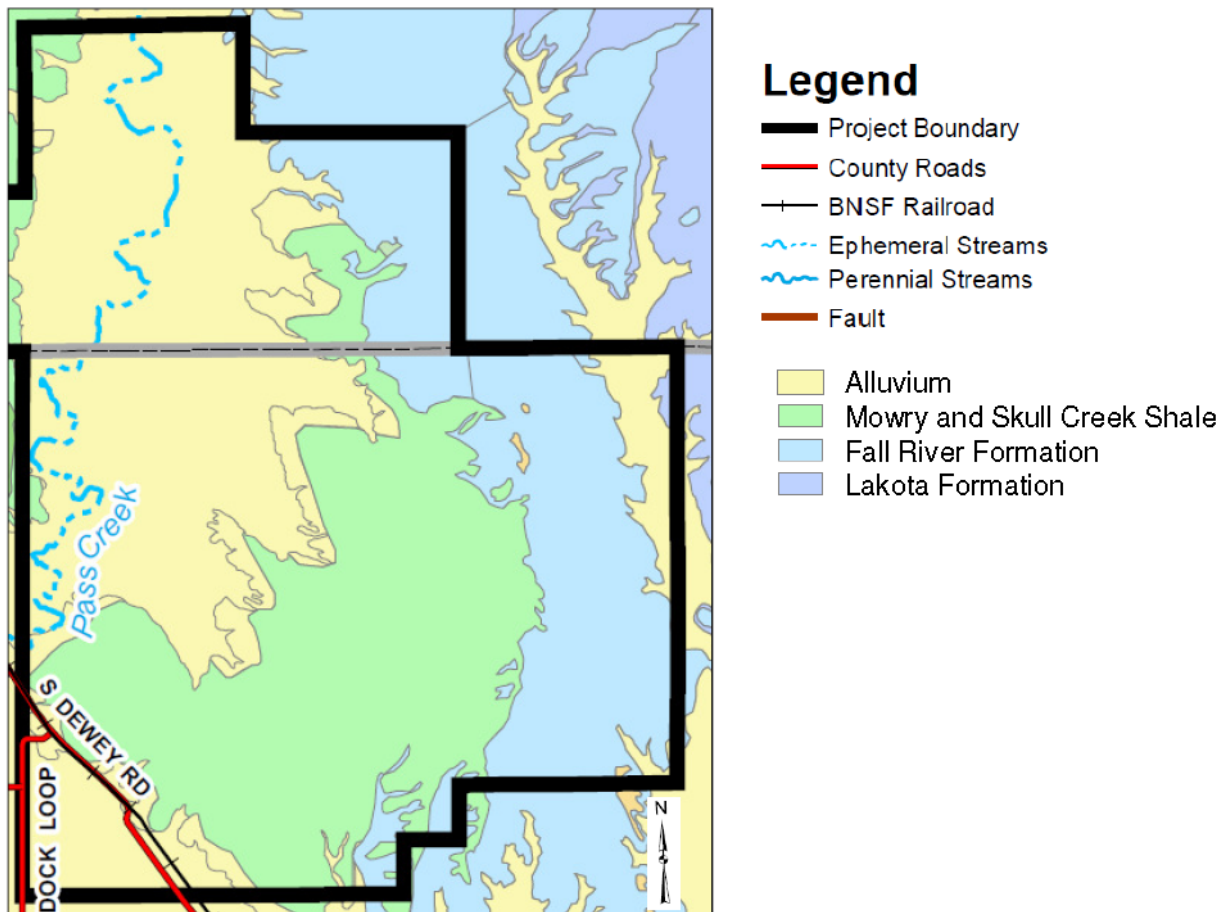 Legend
Project Boundary
County Roads
BNSF Railroad
Ephemeral Streams
Perennial Streams
Fault
Alluvium
Mowry and Skull Creek Shale
Fall River Formation
Lakota Formation
Pass Creek
S DEWEY RD
DOCK LOOP
N